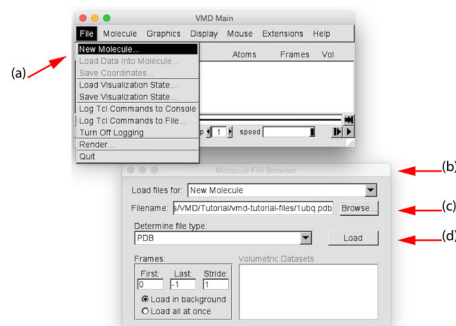 VMD Main
File Molecule Graphics Display Mouse Extensions Help
New Molecule...
Atoms Frames Vol
Load Data Into Molecule...
Save Coordinates...
(a)
Load Visualization State...
Save Visualization State...
Log Tcl Commands to Console
Log Tcl Commands to File...
1 speed
Turn Off Logging
Render...
Quit
Molecule File Browser
(b)
Load files for: New Molecule
Filename: s/VMD/Tutorial/vmd-tutorial-files/1ubq.pdb Browse...
(c)
Determine file type:
PDB Load
(d)
Frames: Volumetric Datasets
First: Last: Stride:
0 -1 1
Load in background
Load all at once